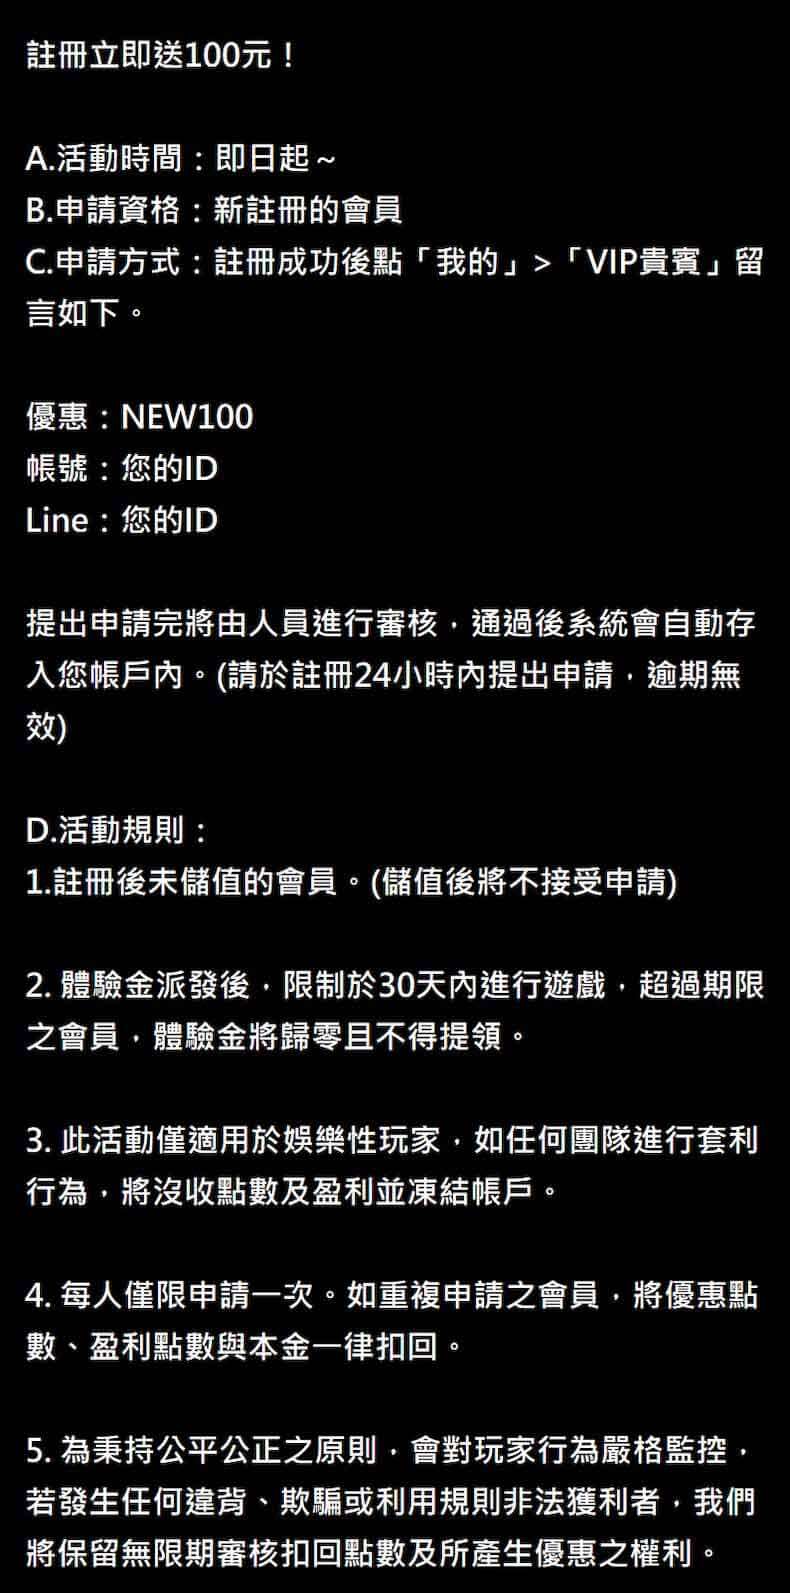 註冊立即送100元！
A.活動時間：即日起～
B.申請資格：新註冊的會員
C.申請方式：註冊成功後點「我的」>「VIP貴賓」留
言如下。
優惠：NEW100
帳號：您的ID
Line：您的ID
提出申請完將由人員進行審核，通過後系統會自動存
入您帳戶內。(請於註冊24小時內提出申請，逾期無
效)
D.活動規則：
1.註冊後未儲值的會員。(儲值後將不接受申請)
2. 體驗金派發後，限制於30天內進行遊戲，超過期限
之會員，體驗金將歸零且不得提領。
3. 此活動僅適用於娛樂性玩家，如任何團隊進行套利
行為，將沒收點數及盈利並凍結帳戶。
4. 每人僅限申請一次。如重複申請之會員，將優惠點
數、盈利點數與本金一律扣回。
5. 為秉持公平公正之原則，會對玩家行為嚴格監控，
若發生任何違背、欺騙或利用規則非法獲利者，我們
將保留無限期審核扣回點數及所產生優惠之權利。